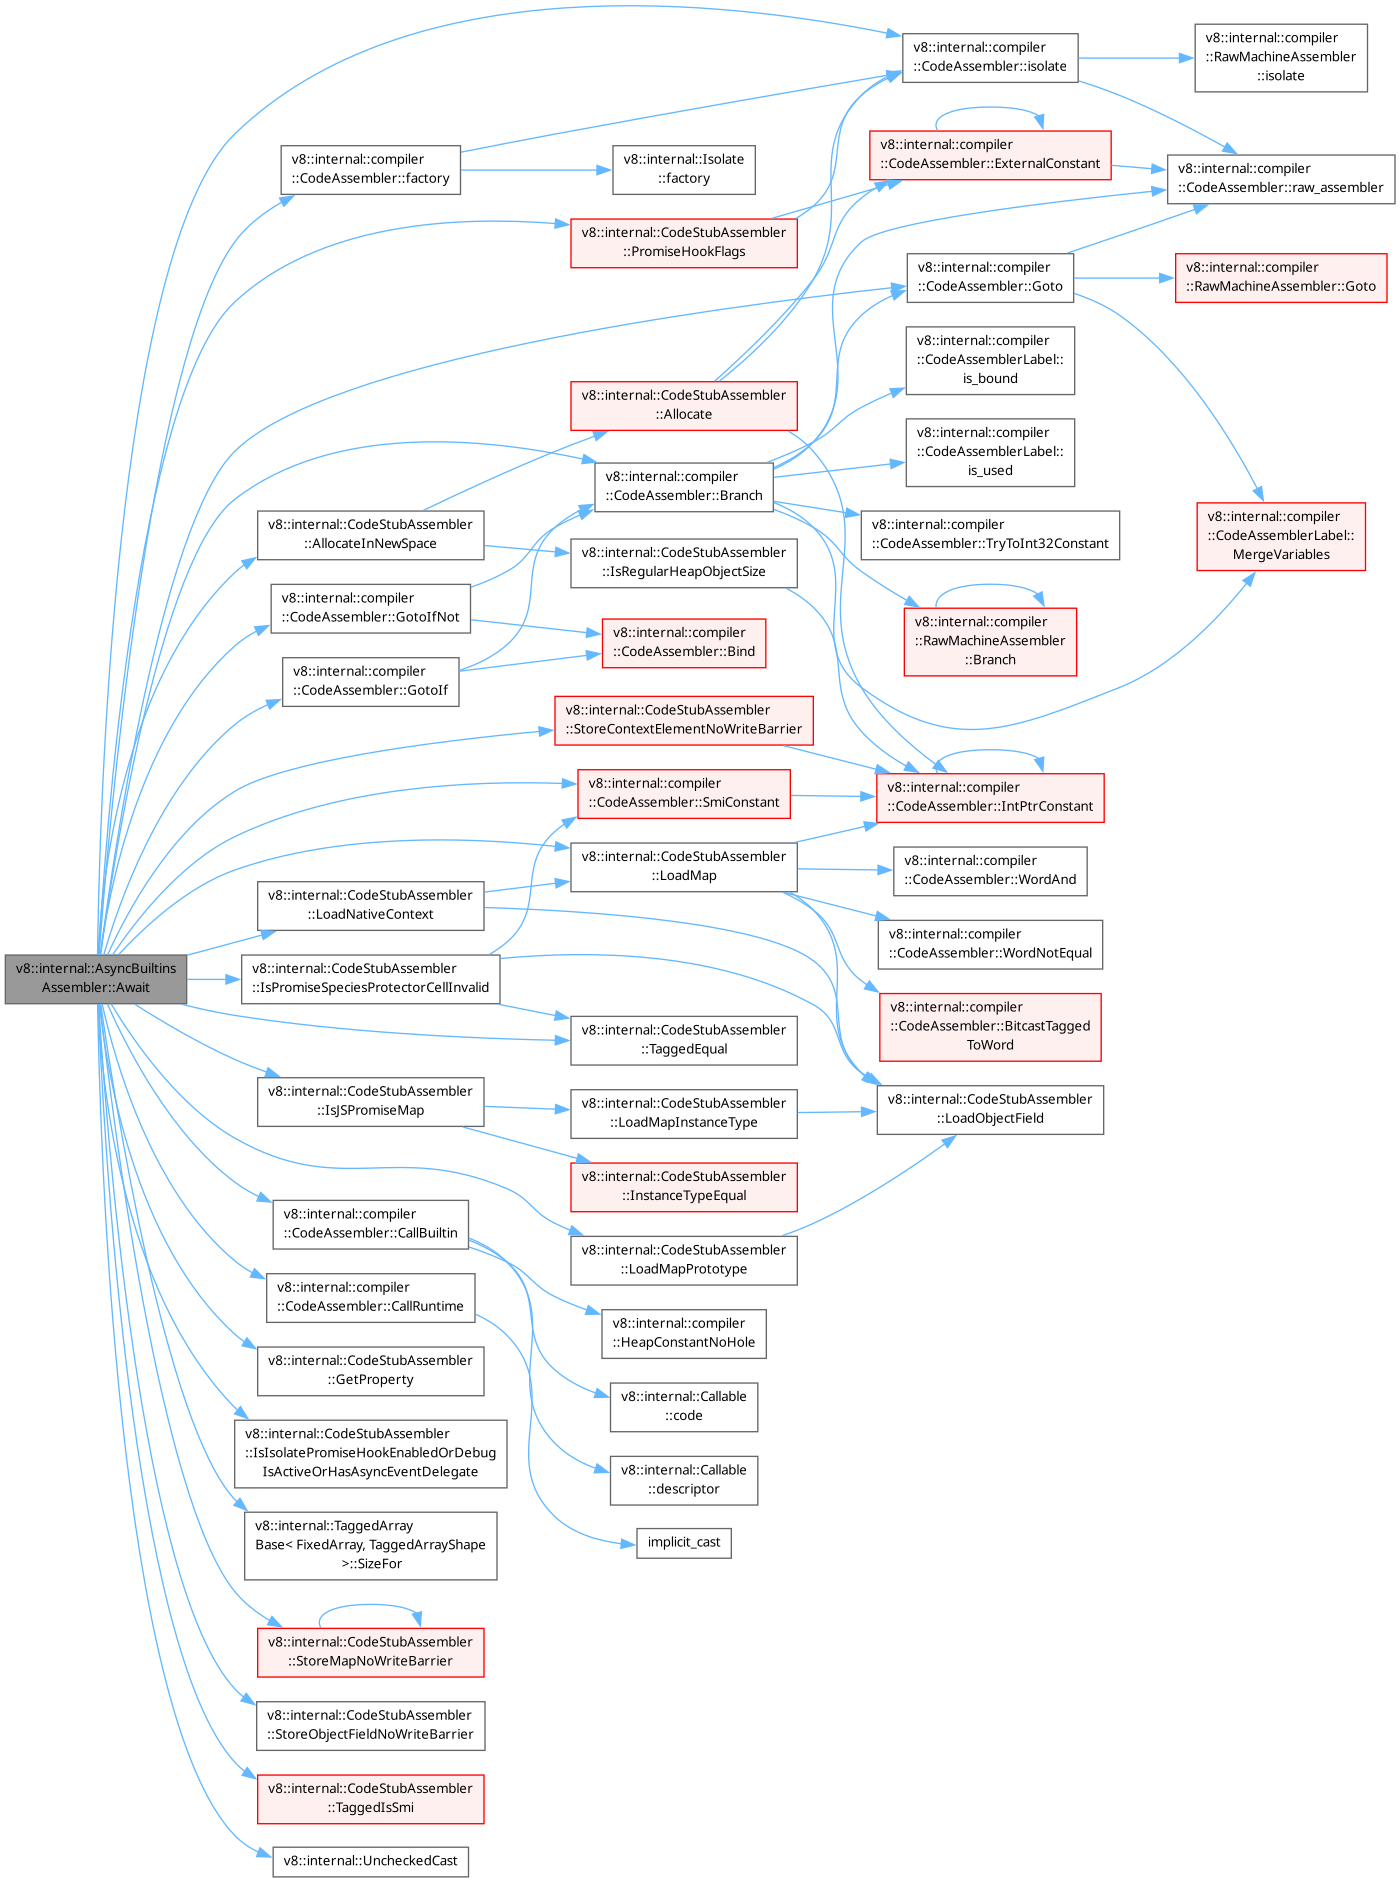 v8::internal::compiler
::CodeAssembler::isolate
v8::internal::compiler
::RawMachineAssembler
::isolate
v8::internal::compiler
::CodeAssembler::factory
v8::internal::Isolate
::factory
v8::internal::compiler
::CodeAssembler::ExternalConstant
v8::internal::compiler
::CodeAssembler::raw_assembler
v8::internal::CodeStubAssembler
::PromiseHookFlags
v8::internal::compiler
::CodeAssembler::Goto
v8::internal::compiler
::RawMachineAssembler::Goto
v8::internal::compiler
::CodeAssemblerLabel::
is_bound
v8::internal::CodeStubAssembler
::Allocate
v8::internal::compiler
::CodeAssemblerLabel::
is_used
v8::internal::compiler
::CodeAssembler::Branch
v8::internal::CodeStubAssembler
::AllocateInNewSpace
v8::internal::compiler
::CodeAssembler::TryToInt32Constant
v8::internal::compiler
::CodeAssemblerLabel::
MergeVariables
v8::internal::CodeStubAssembler
::IsRegularHeapObjectSize
v8::internal::compiler
::CodeAssembler::GotoIfNot
v8::internal::compiler
::CodeAssembler::Bind
v8::internal::compiler
::RawMachineAssembler
::Branch
v8::internal::compiler
::CodeAssembler::GotoIf
v8::internal::CodeStubAssembler
::StoreContextElementNoWriteBarrier
v8::internal::compiler
::CodeAssembler::SmiConstant
v8::internal::compiler
::CodeAssembler::IntPtrConstant
v8::internal::CodeStubAssembler
::LoadMap
v8::internal::compiler
::CodeAssembler::WordAnd
v8::internal::CodeStubAssembler
::LoadNativeContext
v8::internal::compiler
::CodeAssembler::WordNotEqual
v8::internal::AsyncBuiltins
Assembler::Await
v8::internal::CodeStubAssembler
::IsPromiseSpeciesProtectorCellInvalid
v8::internal::compiler
::CodeAssembler::BitcastTagged
ToWord
v8::internal::CodeStubAssembler
::TaggedEqual
v8::internal::CodeStubAssembler
::IsJSPromiseMap
v8::internal::CodeStubAssembler
::LoadMapInstanceType
v8::internal::CodeStubAssembler
::LoadObjectField
v8::internal::CodeStubAssembler
::InstanceTypeEqual
v8::internal::compiler
::CodeAssembler::CallBuiltin
v8::internal::CodeStubAssembler
::LoadMapPrototype
v8::internal::compiler
::CodeAssembler::CallRuntime
v8::internal::compiler
::HeapConstantNoHole
v8::internal::CodeStubAssembler
::GetProperty
v8::internal::Callable
::code
v8::internal::CodeStubAssembler
::IsIsolatePromiseHookEnabledOrDebug
IsActiveOrHasAsyncEventDelegate
v8::internal::Callable
::descriptor
v8::internal::TaggedArray
Base< FixedArray, TaggedArrayShape
>::SizeFor
implicit_cast
v8::internal::CodeStubAssembler
::StoreMapNoWriteBarrier
v8::internal::CodeStubAssembler
::StoreObjectFieldNoWriteBarrier
v8::internal::CodeStubAssembler
::TaggedIsSmi
v8::internal::UncheckedCast